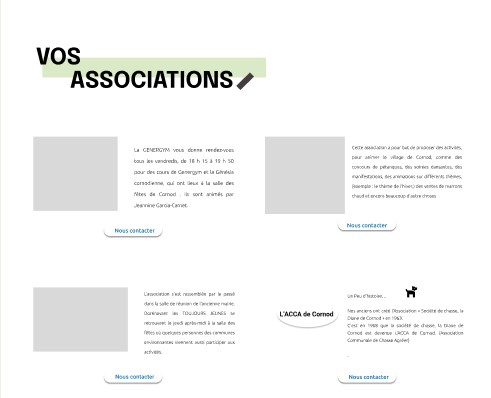 VOS
ASSOCIATIONS
La GENERGYM vous donne rendez-vous
tous les vendredis, de 18 h 15 à 19 h 50
pour des cours de Genergym et la Génésis
cornodienne, qui ont lieu à la salle des
fêtes de Cornod . Ils sont animés par
Jeannine Garcia-Carnet.
Nous contacter
Cette association a pour but de proposer des activités,
pour animer le village de Cornod, comme des
concours de pétanques, des soirées dansantes, des
manifestations, des animations sur différents thèmes,
(exemple : le thème de l'hiver,) des ventes de marrons
chaud et encore beaucoup d'autre choses
Nous contacter
L'association s'est rassemblée par le passé
dans la salle de réunion de l'ancienne mairie.
Dorénavant les TOUJOURS JEUNES se
retrouvent le jeudi après-midi à la salle des
fêtes où quelques personnes des communes
environnantes viennent aussi participer aux
activités.
Nous contacter
L'ACCA de Cornod
Un Peu d'histoire...
Nos anciens ont créé l'Association « Société de chasse, la
Diane de Cornod » en 1963.
C'est en 1969 que la société de chasse, la Diane de
Cornod est devenue L'ACCA de Cornod. (Association
Communale de Chasse Agréée)
Nous contacter